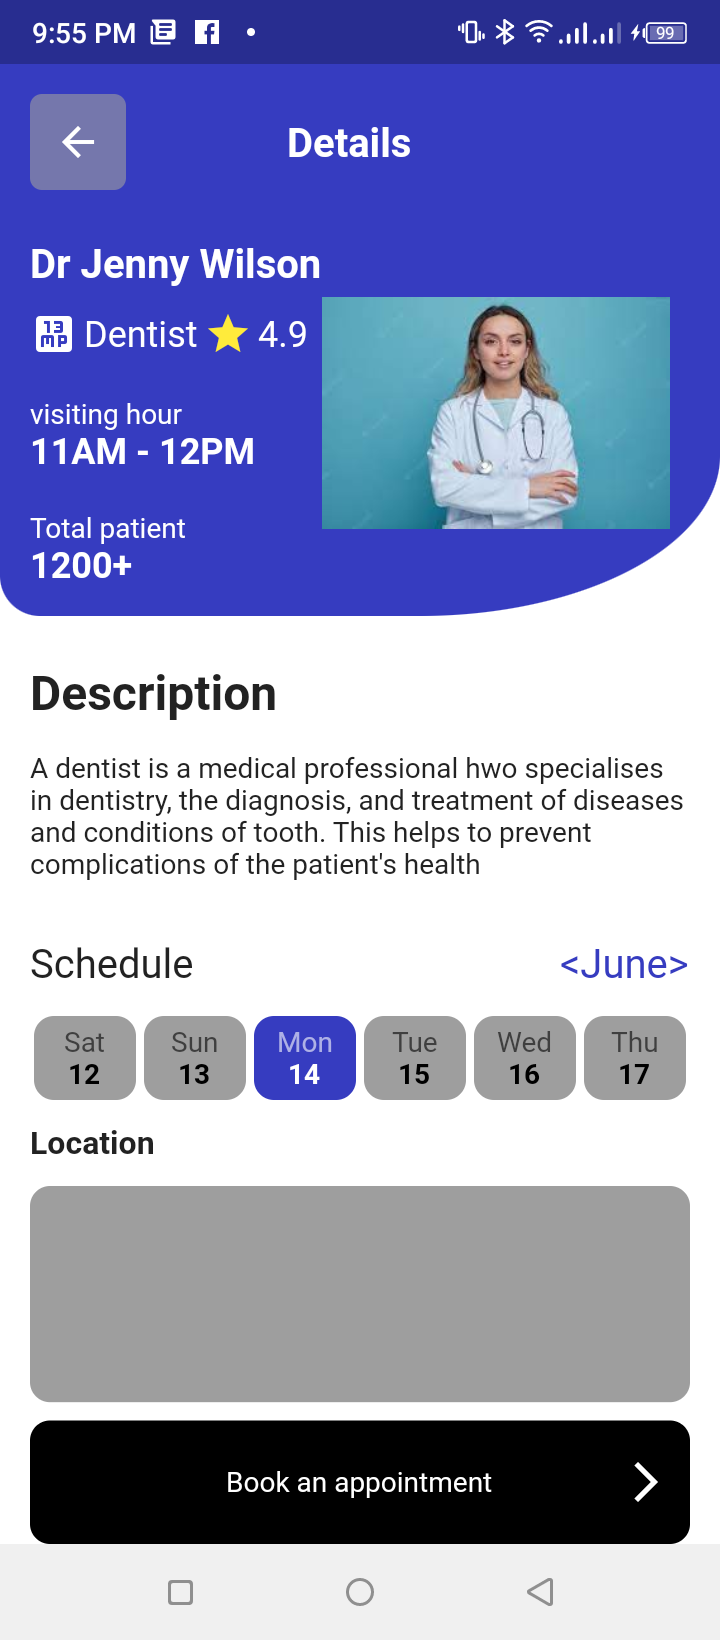 9:55 PM
99
Details
Dr Jenny Wilson
13
MP
Dentist 4.9
visiting hour
11AM - 12PM
Total patient
1200+
Description
A dentist is a medical professional hwo specialises
in dentistry, the diagnosis, and treatment of diseases
and conditions of tooth. This helps to prevent
complications of the patient's health
Schedule
<June>
Sat Sun Mon Tue Wed Thu
12 13 14 15 16 17
Location
Book an appointment